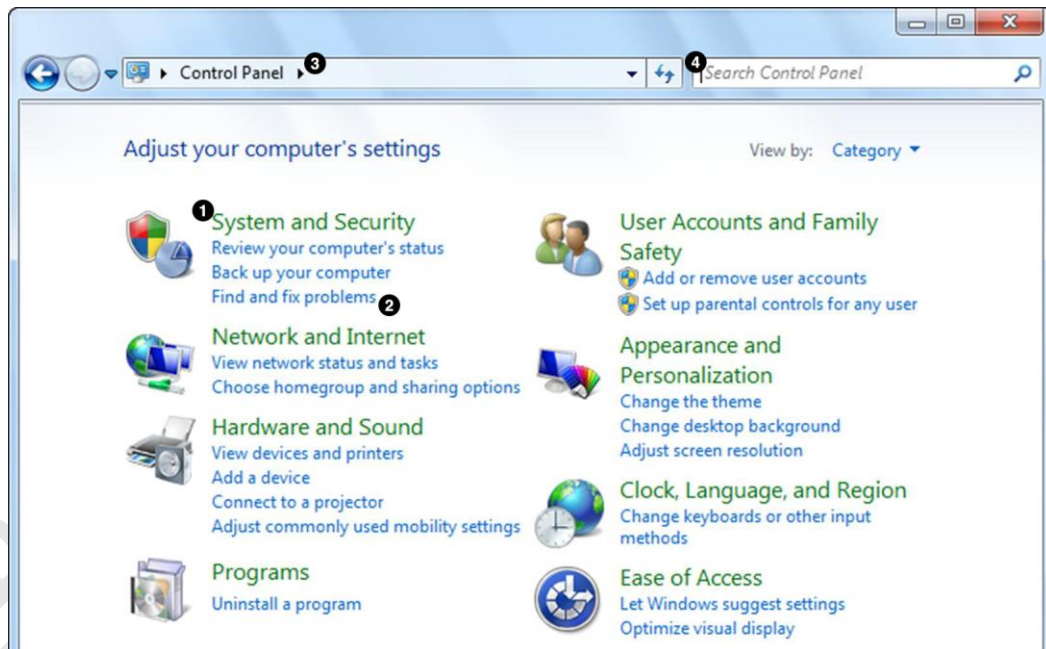 Control Panel 3
4 Search Control Panel
Adjust your computer's settings
View by: Category
1 System and Security
Review your computer's status
Back up your computer
Find and fix problems
2
Network and Internet
View network status and tasks
Choose homegroup and sharing options
Hardware and Sound
View devices and printers
Add a device
Connect to a projector
Adjust commonly used mobility settings
Programs
Uninstall a program
User Accounts and Family
Safety
Add or remove user accounts
Set up parental controls for any user
Appearance and
Personalization
Change the theme
Change desktop background
Adjust screen resolution
Clock, Language, and Region
Change keyboards or other input
methods
Ease of Access
Let Windows suggest settings
Optimize visual display